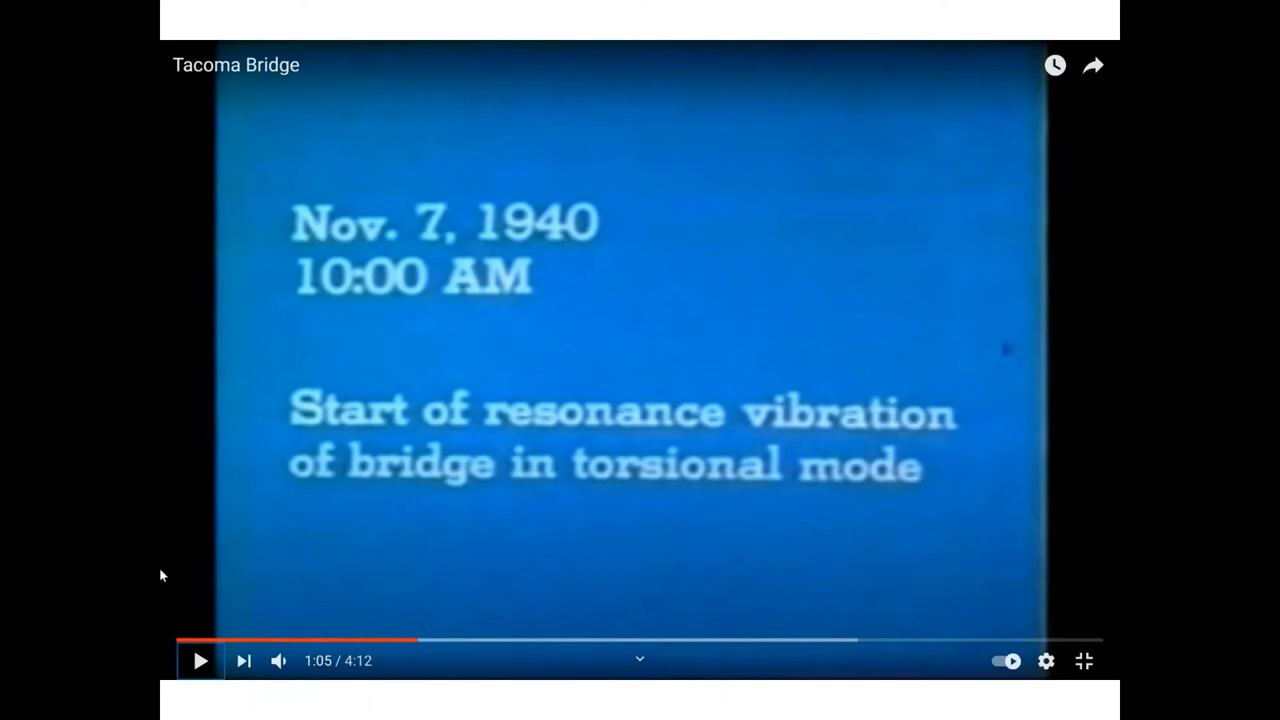 Tacoma Bridge
Nov. 7, 1940
10:00 AM
Start of resonance vibration
of bridge in torsional mode
1:05 / 4:12